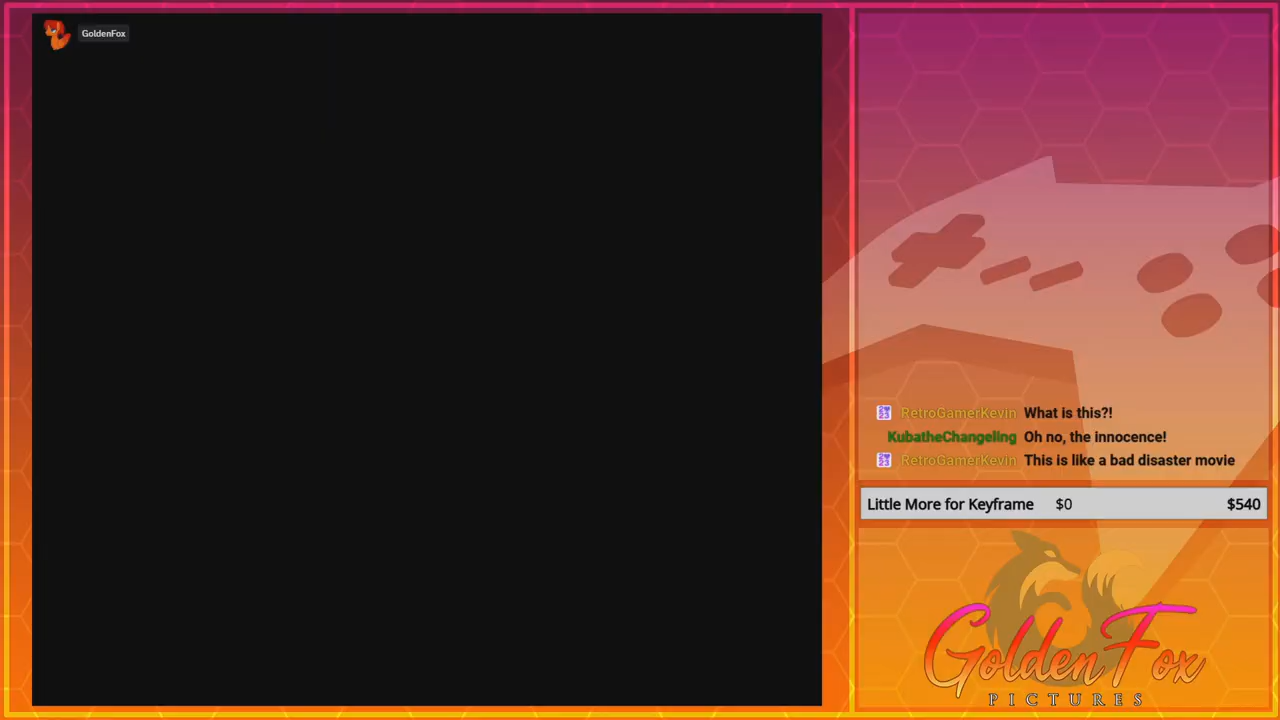 GoldenFox
RetroGamerKevin What is this?!
KubatheChangeling Oh no, the innocence!
RetroGamerKevin This is like a bad disaster movie
Little More for Keyframe $0 $540
GoldenFox
PICTURES